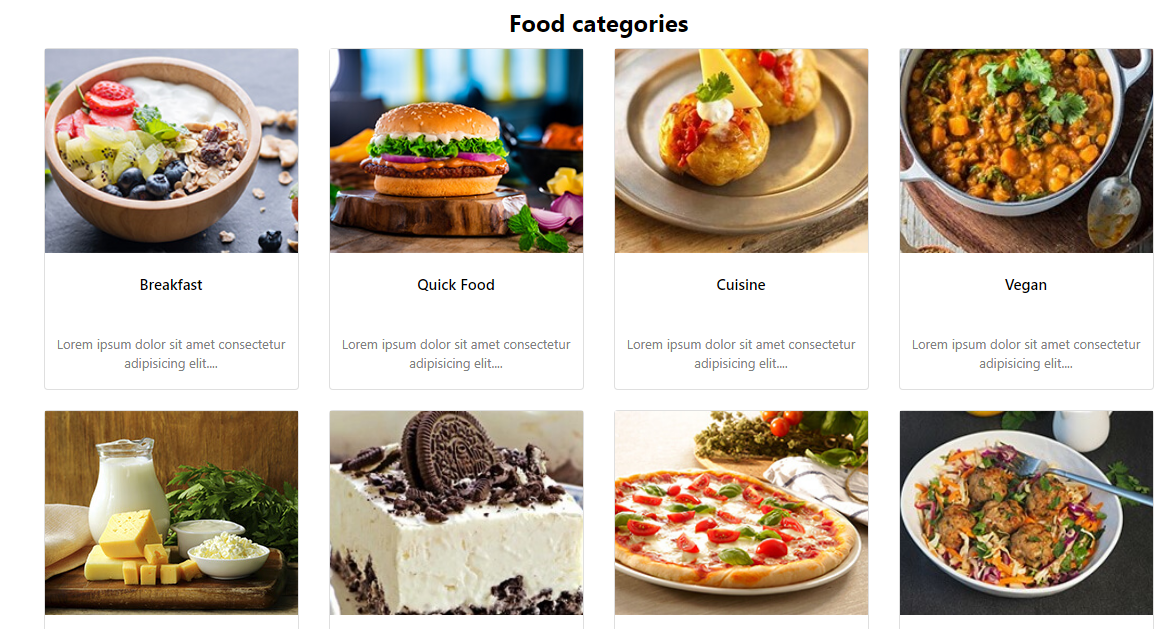 Food categories
Breakfast
Lorem ipsum dolor sit amet consectetur
adipisicing elit....
Quick Food
Lorem ipsum dolor sit amet consectetur
adipisicing elit....
Cuisine
Lorem ipsum dolor sit amet consectetur
adipisicing elit....
Vegan
Lorem ipsum dolor sit amet consectetur
adipisicing elit....